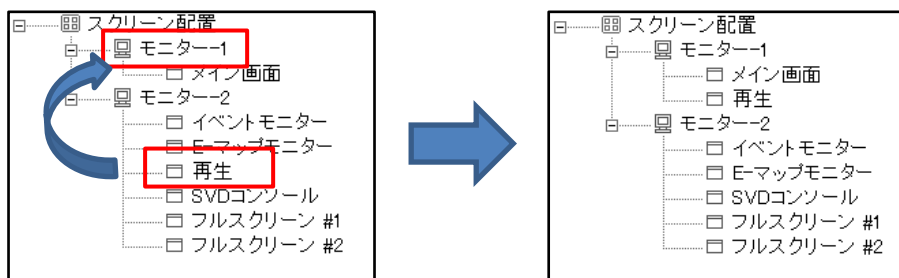 スクリーン配置
モニター-1
メイン画面
モニター-2
イベントモニター
E-マップモニター
再生
SVDコンソール
フルスクリーン #1
フルスクリーン #2
スクリーン配置
モニター-1
メイン画面
再生
モニター-2
イベントモニター
E-マップモニター
SVDコンソール
フルスクリーン #1
フルスクリーン #2